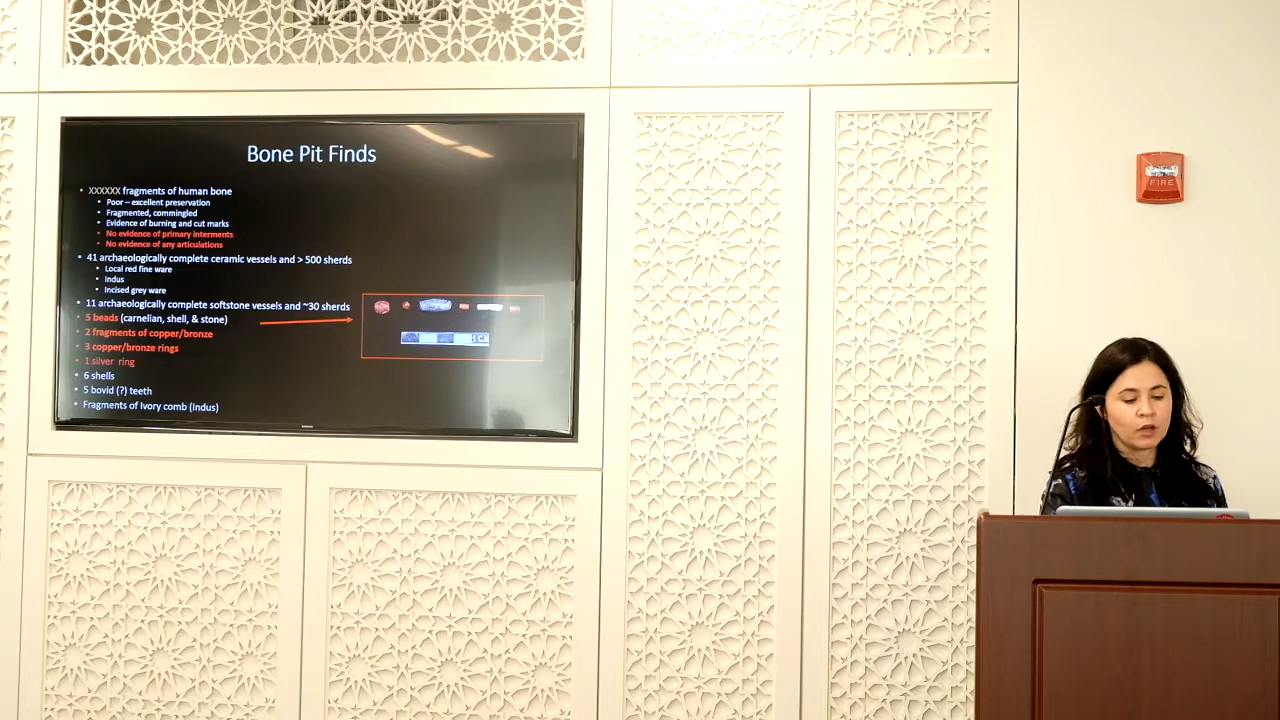 Bone Pit Finds
• XXXXXX fragments of human bone
• Poor – excellent preservation
• Fragmented, commingled
• Evidence of burning and cut marks
• No evidence of primary interments
• No evidence of any articulations
• 41 archaeologically complete ceramic vessels and > 500 sherds
• Local red fine ware
• Indus
• Incised grey ware
• 11 archaeologically complete softstone vessels and ~30 sherds
• 5 beads (carnelian, shell, & stone)
• 2 fragments of copper/bronze
• 3 copper/bronze rings
• 1 silver ring
• 6 shells
• 5 bovid (?) teeth
• Fragments of Ivory comb (Indus)
FIRE